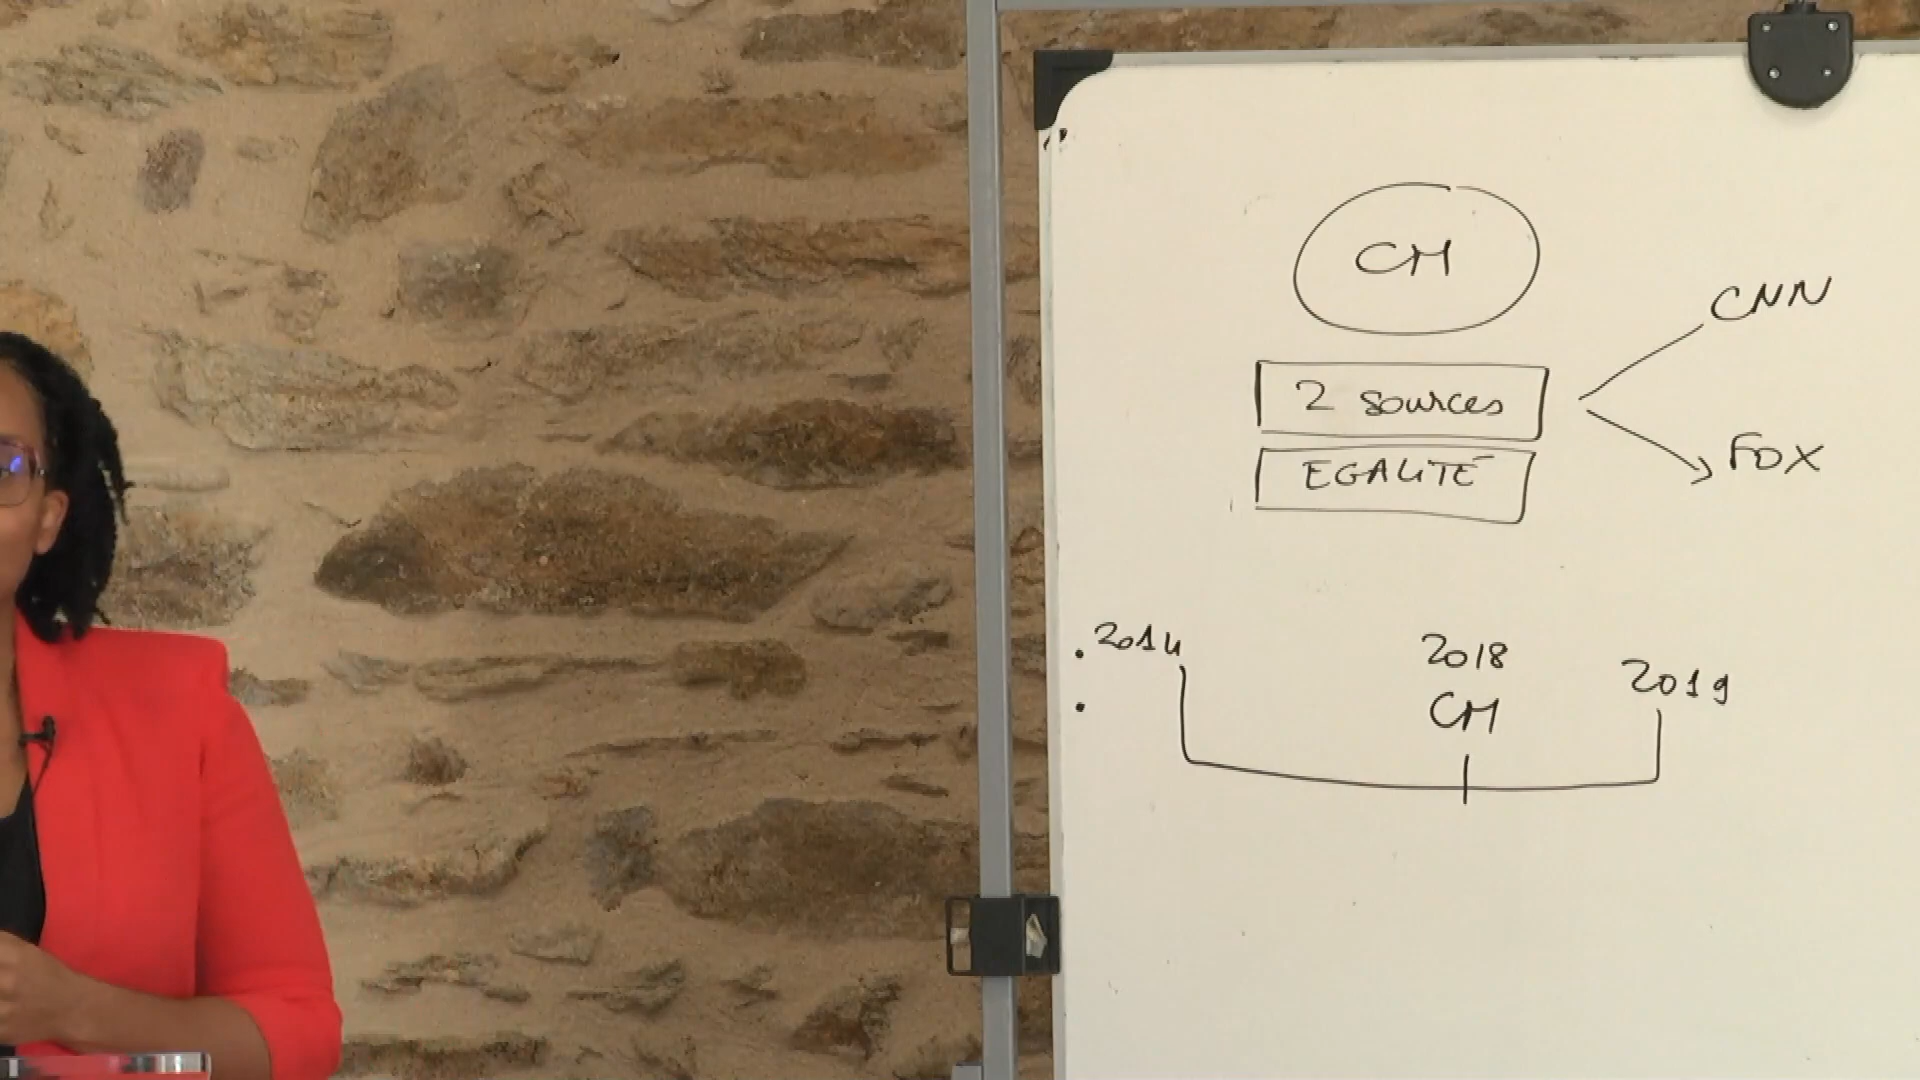 CM
CNN
2 sources
FOX
EGALITÉ
. 2014
2018
2019
.
CM